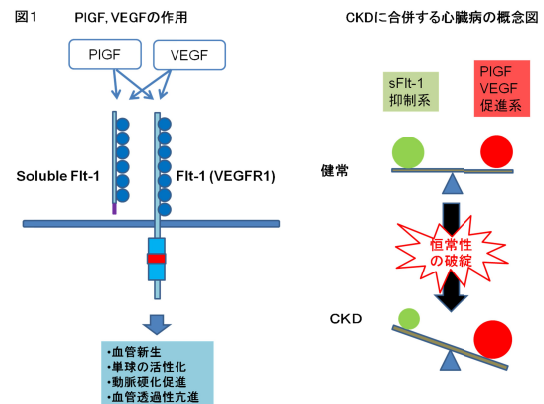 図1
PIGF, VEGFの作用
PIGF
VEGF
Soluble Flt-1
Flt-1 (VEGFR1)
・血管新生
・単球の活性化
・動脈硬化促進
・血管透過性亢進
CKDに合併する心臓病の概念図
sFlt-1
抑制系
PIGF
VEGF
促進系
健常
恒常性
の破綻
CKD